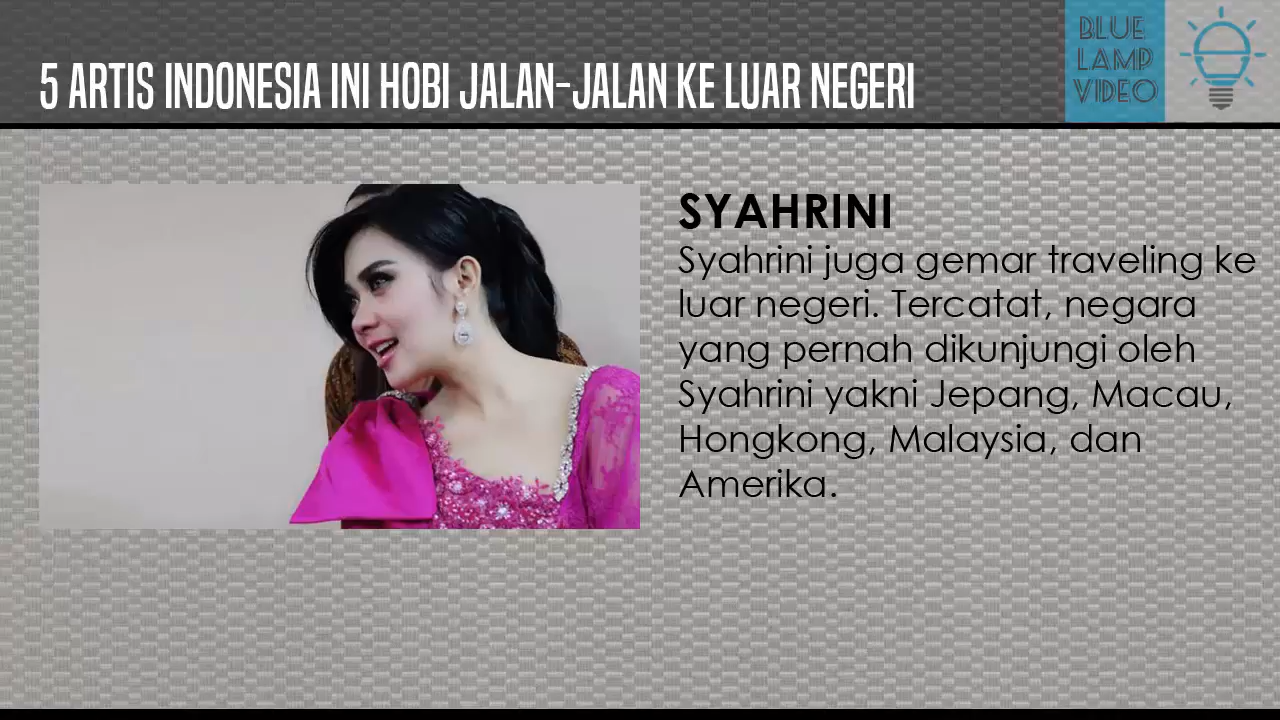 5 ARTIS INDONESIA INI HOBI JALAN-JALAN KE LUAR NEGERI
BLUE
LAMP
VIDEO
SYAHRINI
Syahrini juga gemar traveling ke
luar negeri. Tercatat, negara
yang pernah dikunjungi oleh
Syahrini yakni Jepang, Macau,
Hongkong, Malaysia, dan
Amerika.